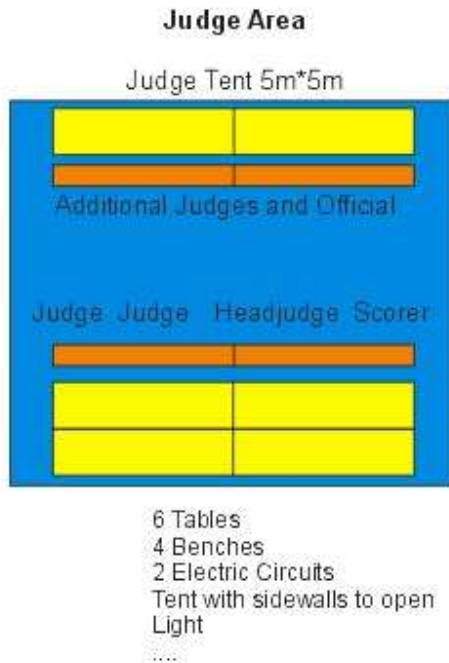 Judge Area
Judge Tent 5m*5m
Additional Judges and Official
Judge Judge Headjudge Scorer
6 Tables
4 Benches
2 Electric Circuits
Tent with sidewalls to open
Light
....